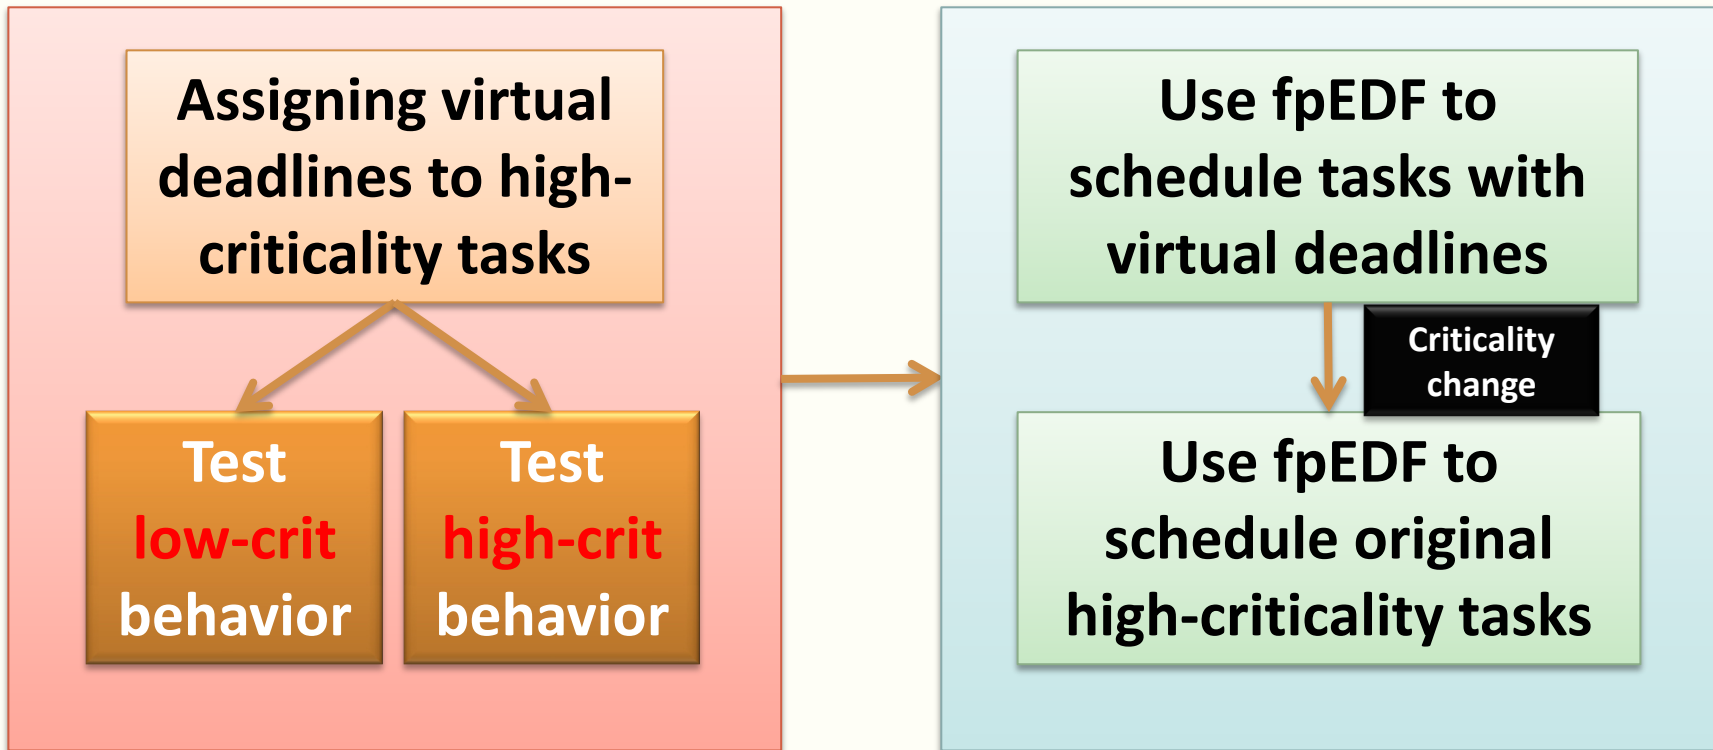 Assigning virtual
deadlines to high-
criticality tasks
Test
low-crit
behavior
Test
high-crit
behavior
Use fpEDF to
schedule tasks with
virtual deadlines
Criticality
change
Use fpEDF to
schedule original
high-criticality tasks